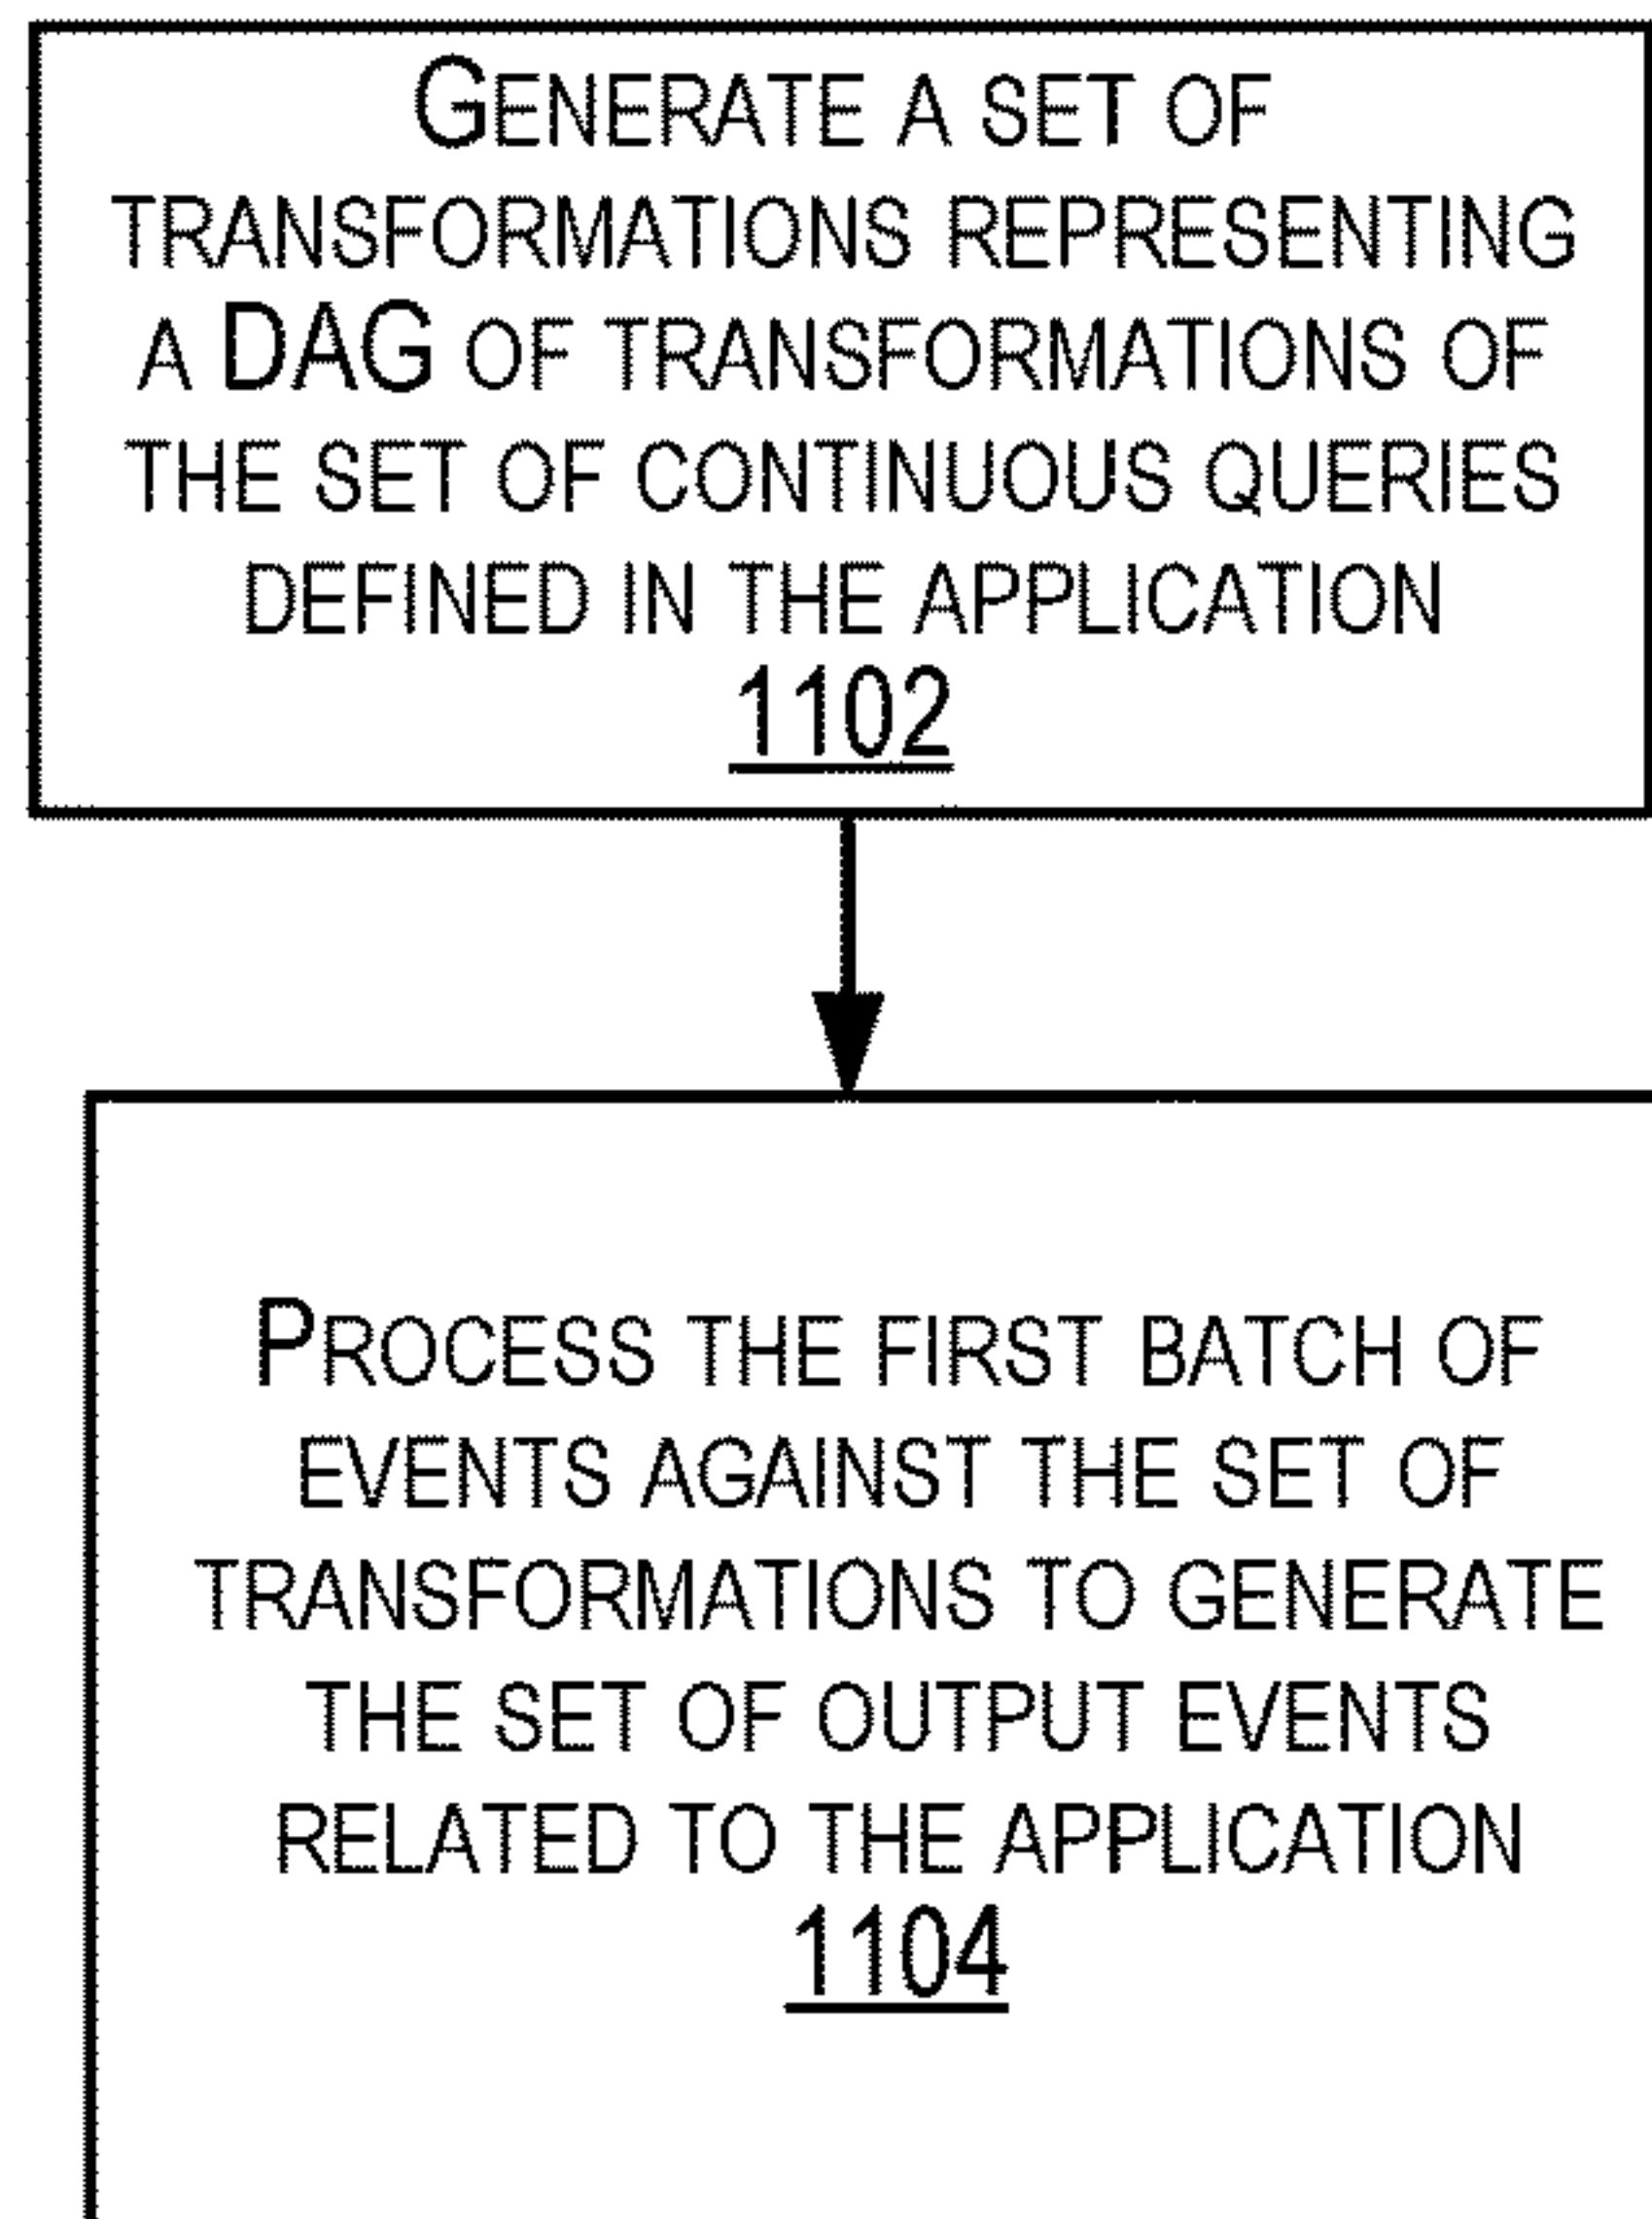 GENERATE A SET OF
TRANSFORMATIONS REPRESENTING
A DAG OF TRANSFORMATIONS OF
THE SET OF CONTINUOUS QUERIES
DEFINED IN THE APPLICATION
1102
PROCESS THE FIRST BATCH OF
EVENTS AGAINST THE SET OF
TRANSFORMATIONS TO GENERATE
THE SET OF OUTPUT EVENTS
RELATED TO THE APPLICATION
1104